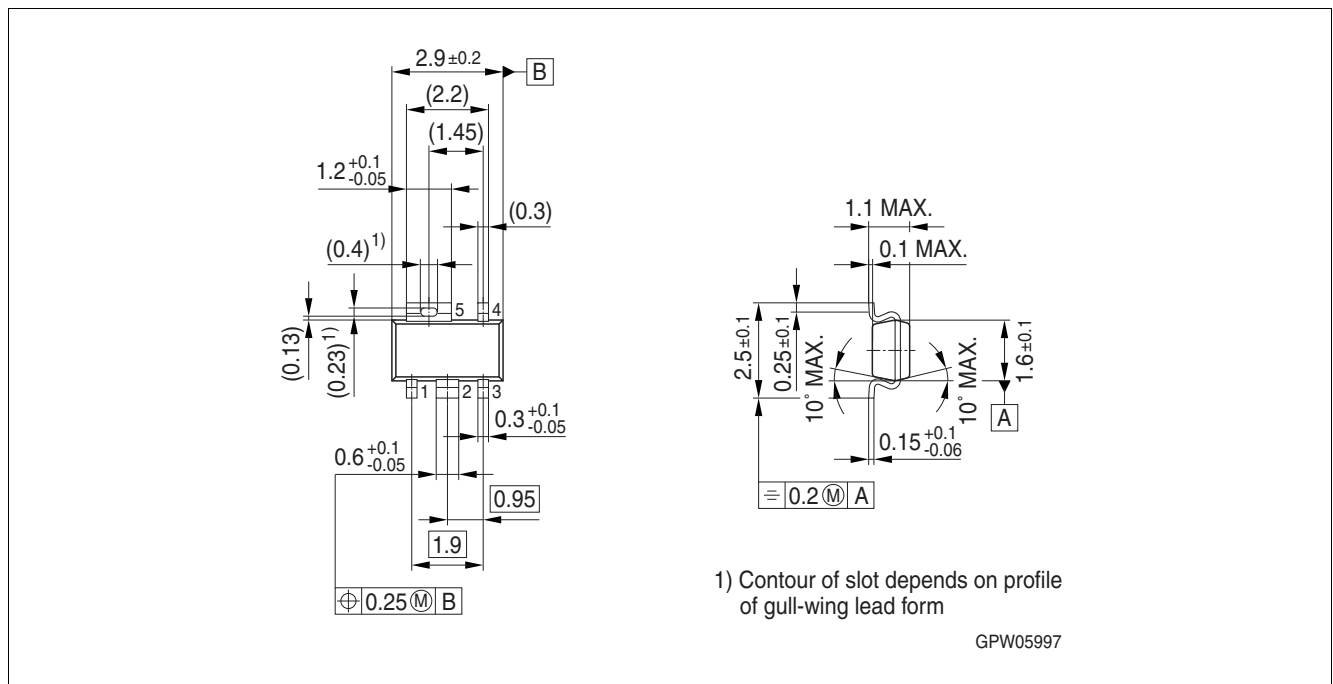 2.9±0.2
B
(2.2)
(1.45)
1.2 +0.1 -0.05
(0.3)
(0.4)1)
5
4
(0.13)
(0.23)1)
1
2
3
0.3 +0.1 -0.05
0.6 +0.1 -0.05
0.95
1.9
⌖ 0.25 Ⓜ B
1.1 MAX.
0.1 MAX.
2.5±0.1
0.25±0.1
10° MAX.
10° MAX.
1.6±0.1
A
0.15 +0.1 -0.06
⌯ 0.2 Ⓜ A
1) Contour of slot depends on profile
of gull-wing lead form
GPW05997